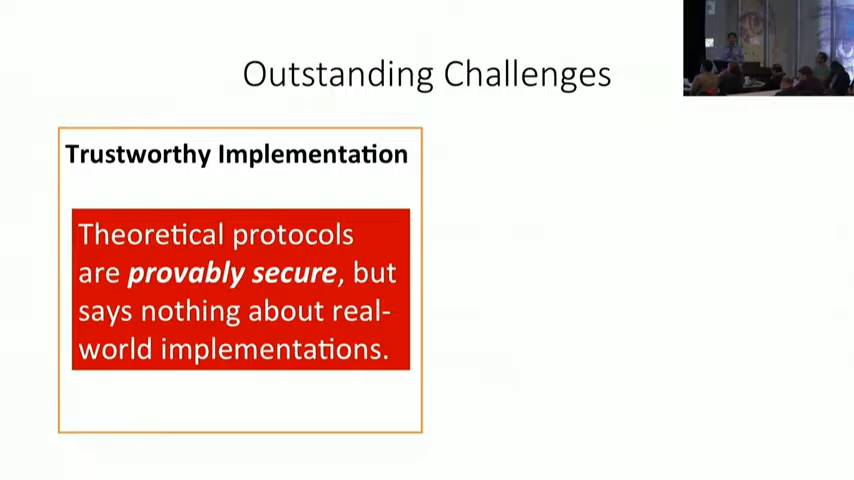 Outstanding Challenges
Trustworthy Implementation
Theoretical protocols
are provably secure, but
says nothing about real-
world implementations.